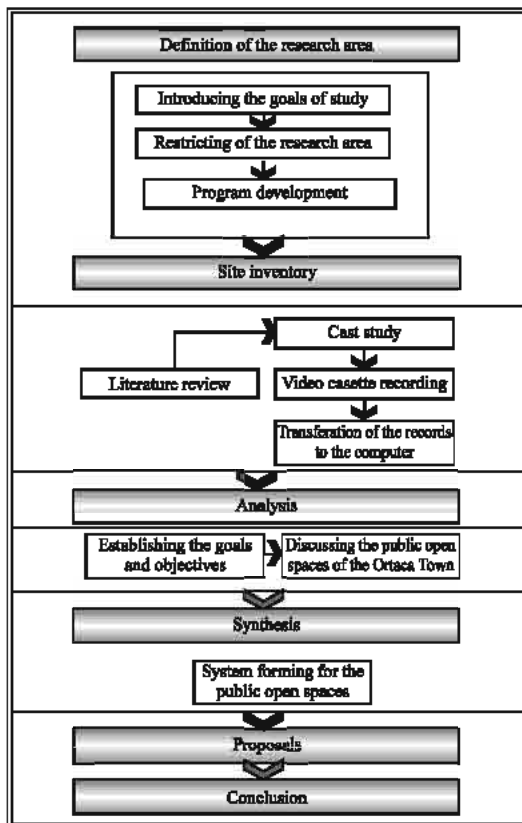 Definition of the research area
Introducing the goals of study
Restricting of the research area
Program development
Site inventory
Cast study
Literature review
Video casette recording
Transferation of the records
to the computer
Analysis
Establishing the goals
and objectives
Discussing the public open
spaces of the Ortaca Town
Synthesis
System forming for the
public open spaces
Proposals
Conclusion